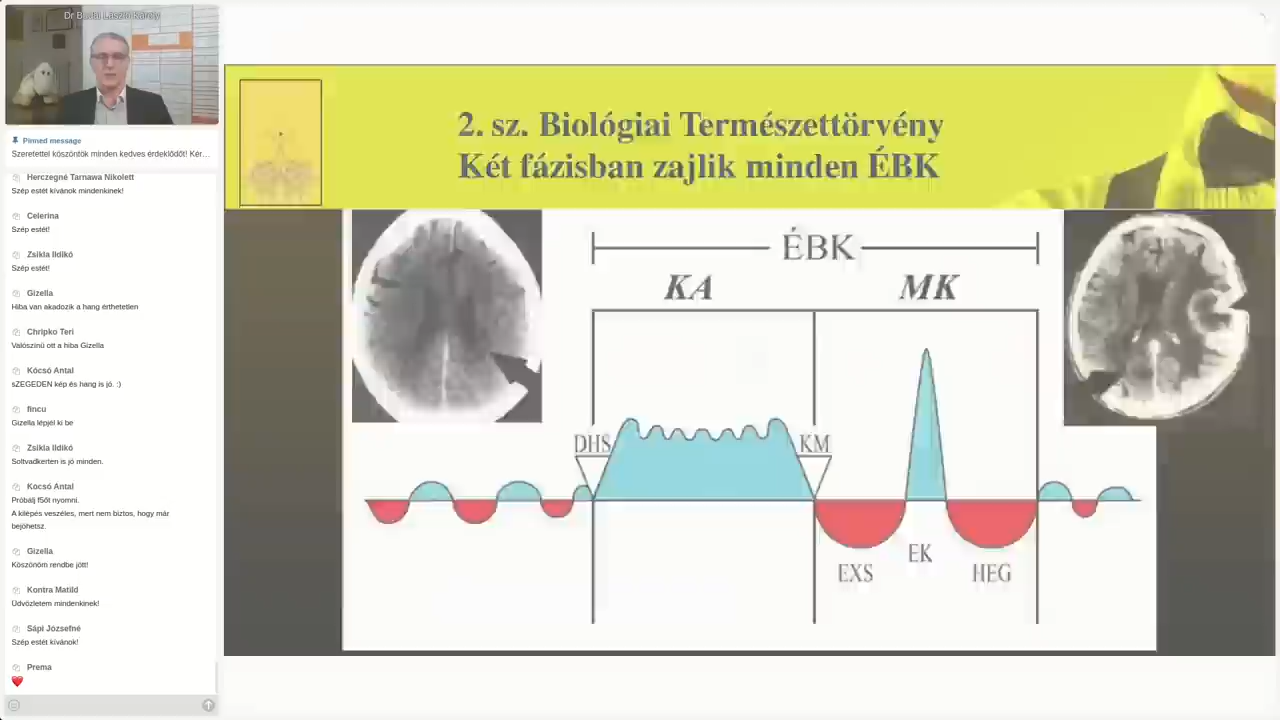 Dr Budai László károly
Pinned message
Szeretettel köszöntök minden kedves érdeklődőt! Kér…
Herczegné Tarnawa Nikolett
Szép estét kívánok mindenkinek!
Celerina
Szép estét!
Zsikla Ildikó
Szép estét!
Gizella
Hiba van akadozik a hang érthetetlen
Chripko Teri
Valószínű ott a hiba Gizella
Kócsó Antal
sZEGEDEN kép és hang is jó. :)
fincu
Gizella lépjél ki be
Zsikla Ildikó
Soltvadkerten is jó minden.
Kócsó Antal
Próbálj f5öt nyomni.
A kilépés veszélés, mert nem biztos, hogy már
bejöhetsz.
Gizella
Köszönöm rendbe jött!
Kontra Matild
Üdvözletem mindenkinek!
Sápi Józsefné
Szép estét kívánok!
Prema
2. sz. Biológiai Természettörvény
Két fázisban zajlik minden ÉBK
ÉBK
KA
MK
DHS
KM
EXS
EK
HEG